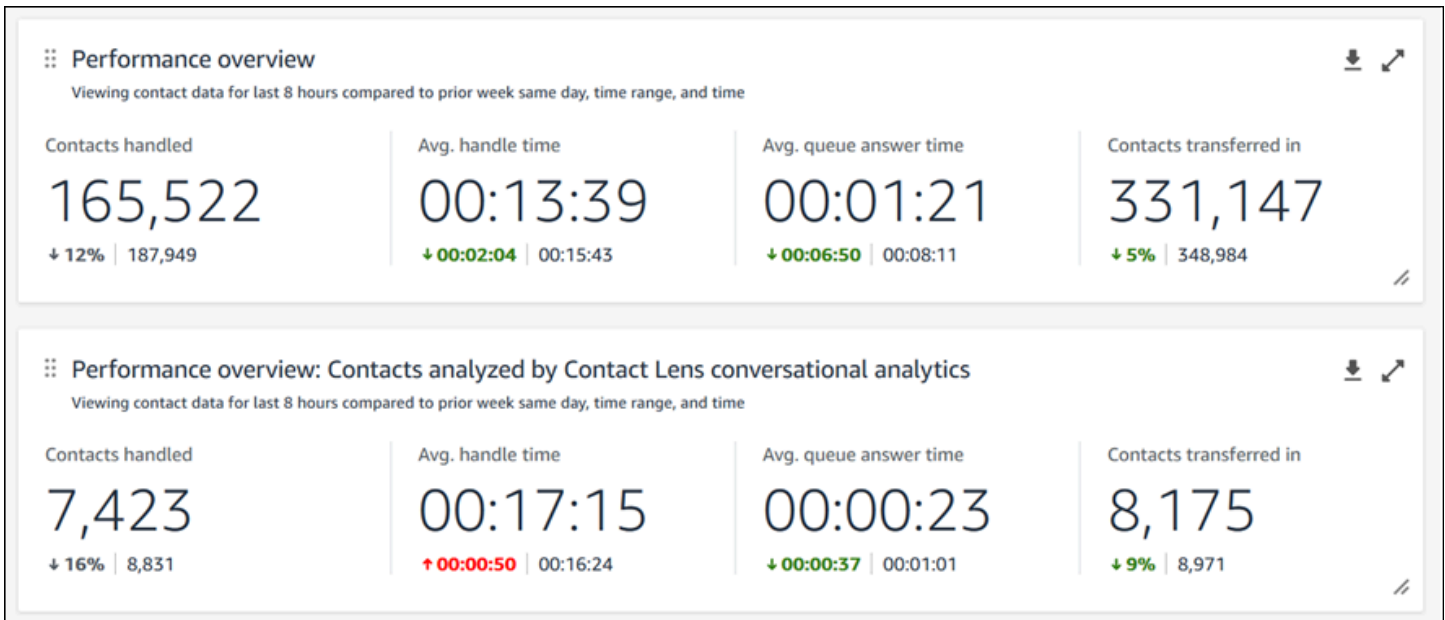 Performance overview
Viewing contact data for last 8 hours compared to prior week same day, time range, and time
Contacts handled
165,522
↓ 12% | 187,949
Avg. handle time
00:13:39
↓ 00:02:04 | 00:15:43
Avg. queue answer time
00:01:21
↓ 00:06:50 | 00:08:11
Contacts transferred in
331,147
↓ 5% | 348,984
Performance overview: Contacts analyzed by Contact Lens conversational analytics
Viewing contact data for last 8 hours compared to prior week same day, time range, and time
Contacts handled
7,423
↓ 16% | 8,831
Avg. handle time
00:17:15
↑ 00:00:50 | 00:16:24
Avg. queue answer time
00:00:23
↓ 00:00:37 | 00:01:01
Contacts transferred in
8,175
↓ 9% | 8,971